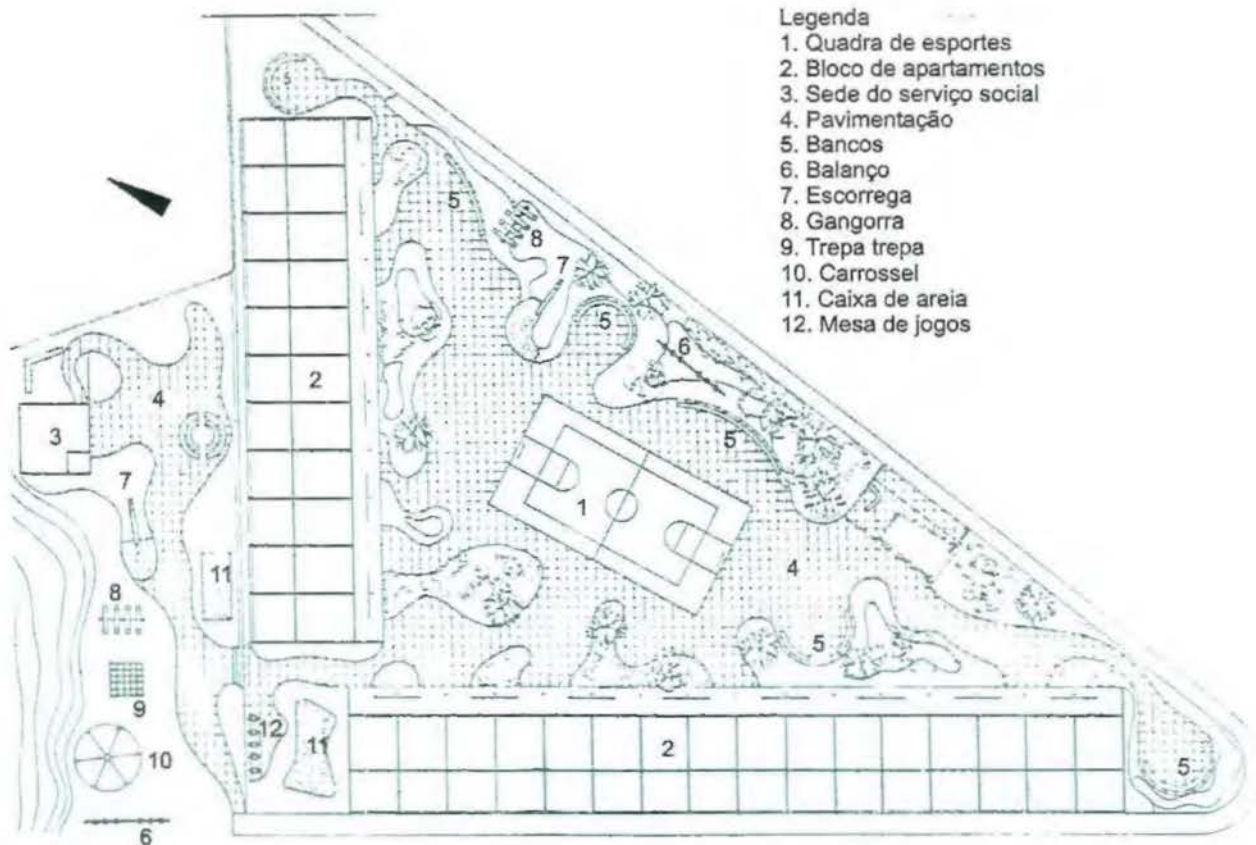 Legenda
1. Quadra de esportes
2. Bloco de apartamentos
3. Sede do serviço social
4. Pavimentação
5. Bancos
6. Balanço
7. Escorrega
8. Gangorra
9. Trepa trepa
10. Carrossel
11. Caixa de areia
12. Mesa de jogos
5
5
8
7
5
6
2
4
3
5
7
1
11
4
8
5
9
12
11
2
10
5
6